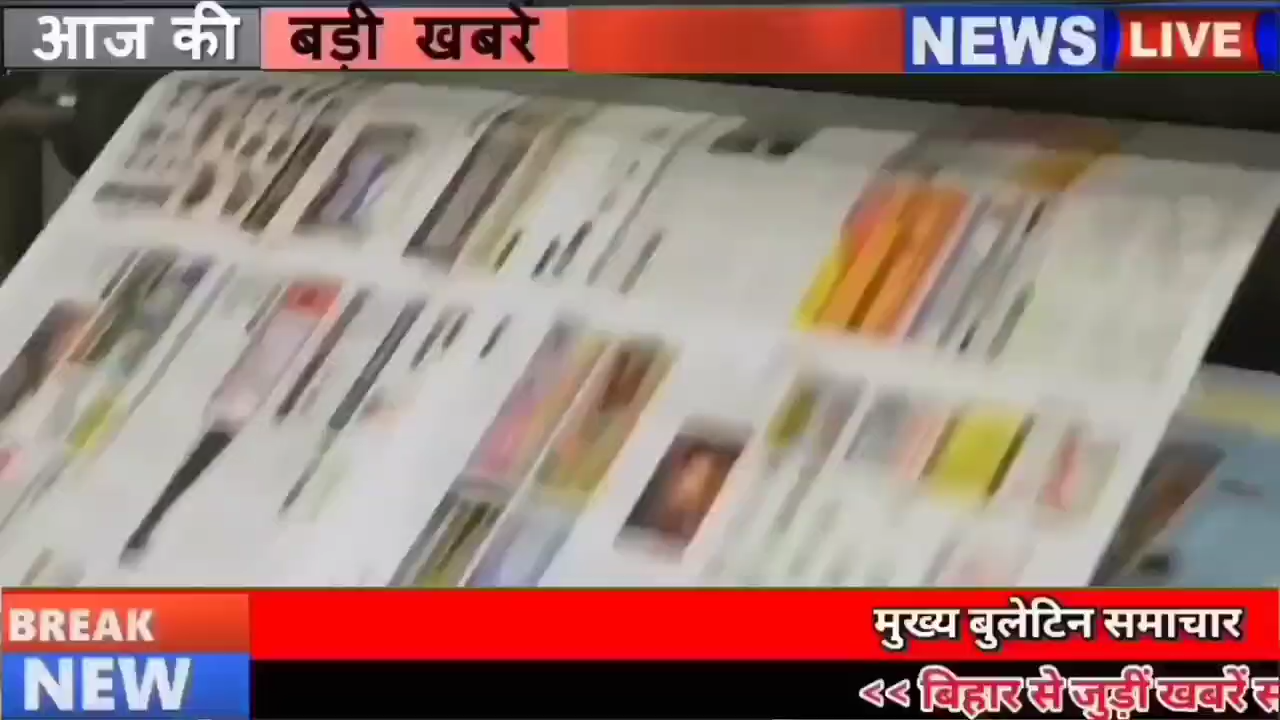 आज की बड़ी खबरें NEWS LIVE
BREAK मुख्य बुलेटिन समाचार
NEW << बिहार से जुड़ीं खबरें